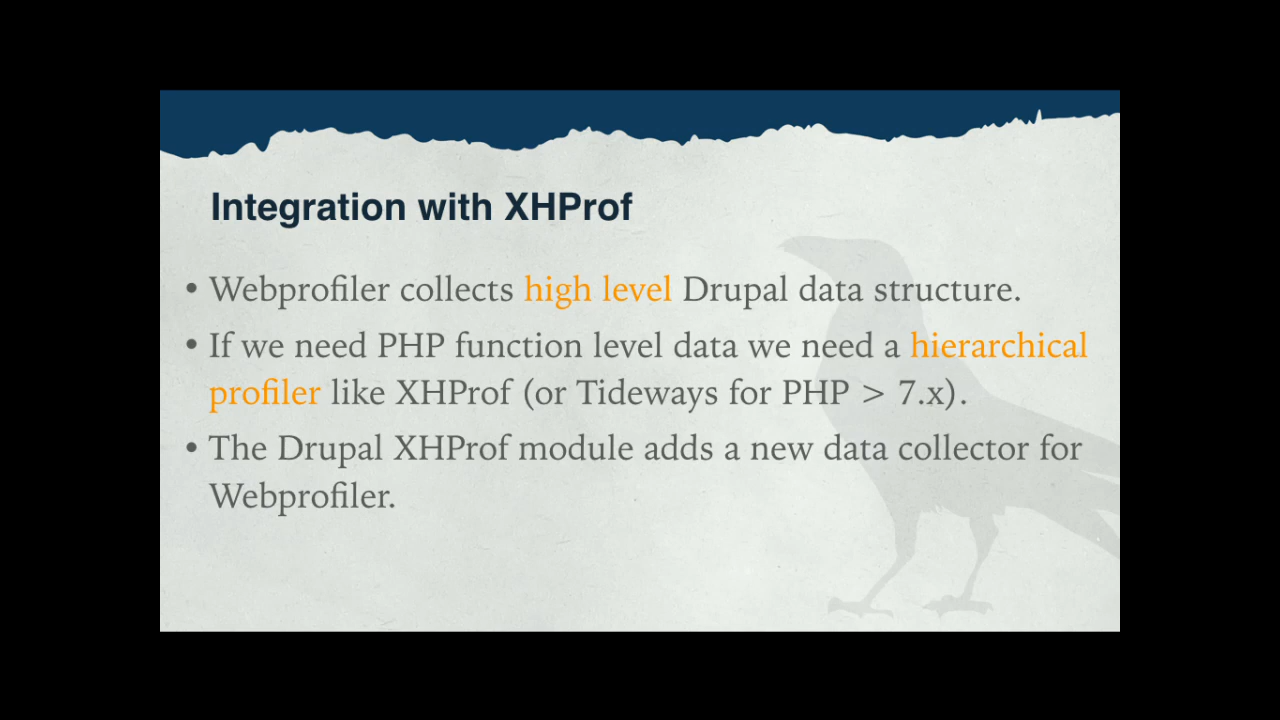 Integration with XHProf
• Webprofiler collects high level Drupal data structure.
• If we need PHP function level data we need a hierarchical
profiler like XHProf (or Tideways for PHP > 7.x).
• The Drupal XHProf module adds a new data collector for
Webprofiler.